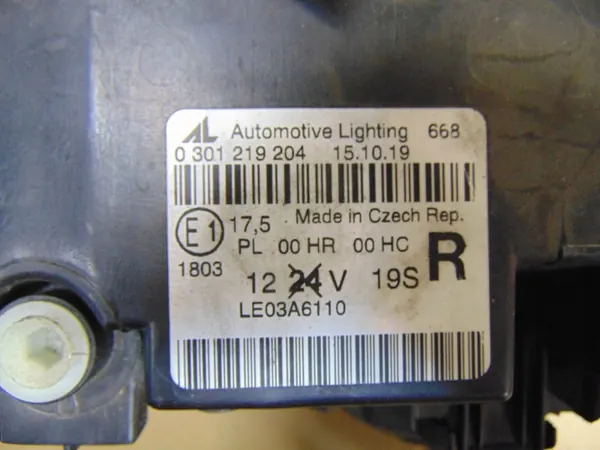 AL Automotive Lighting 668
0 301 219 204 15.10.19
E1 17,5 Made in Czech Rep.
PL 00 HR 00 HC R
1803
12 24 V 19S
LE03A6110